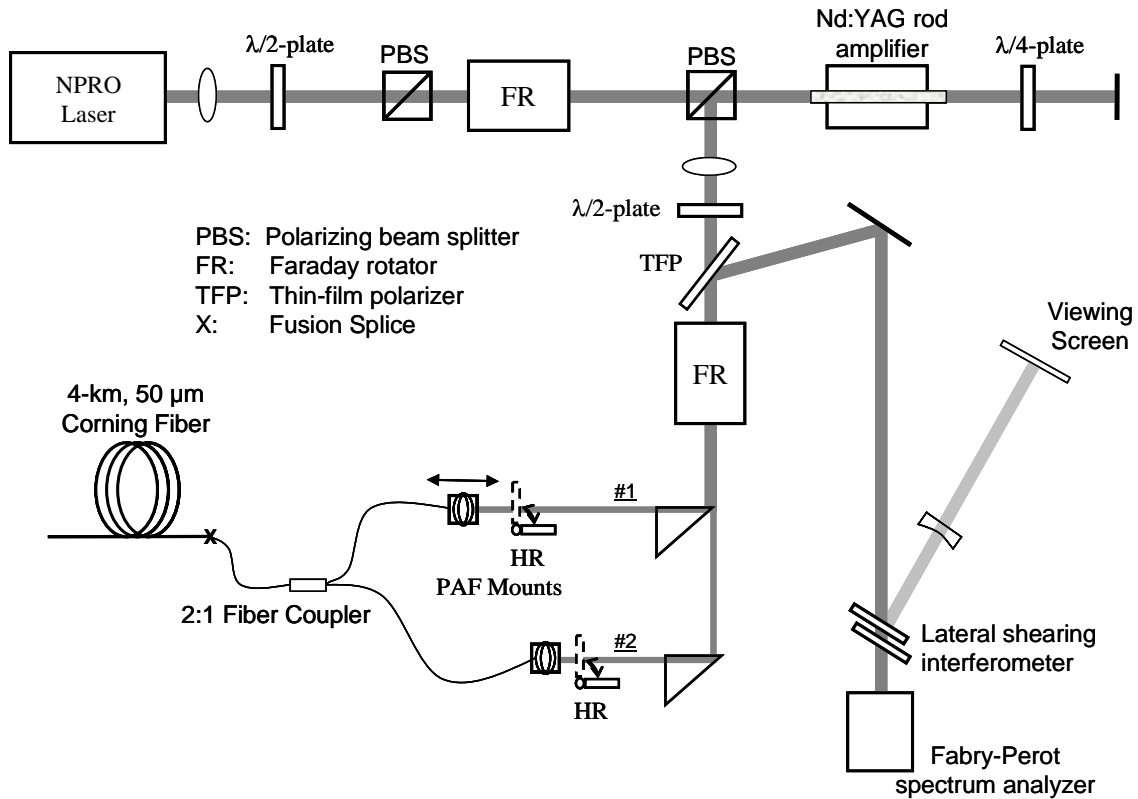 NPRO
Laser
λ/2-plate
PBS
FR
PBS
Nd:YAG rod
amplifier
λ/4-plate
λ/2-plate
TFP
FR
PBS: Polarizing beam splitter
FR: Faraday rotator
TFP: Thin-film polarizer
X: Fusion Splice
Viewing
Screen
4-km, 50 µm
Corning Fiber
X
#1
HR
PAF Mounts
2:1 Fiber Coupler
#2
HR
Lateral shearing
interferometer
Fabry-Perot
spectrum analyzer